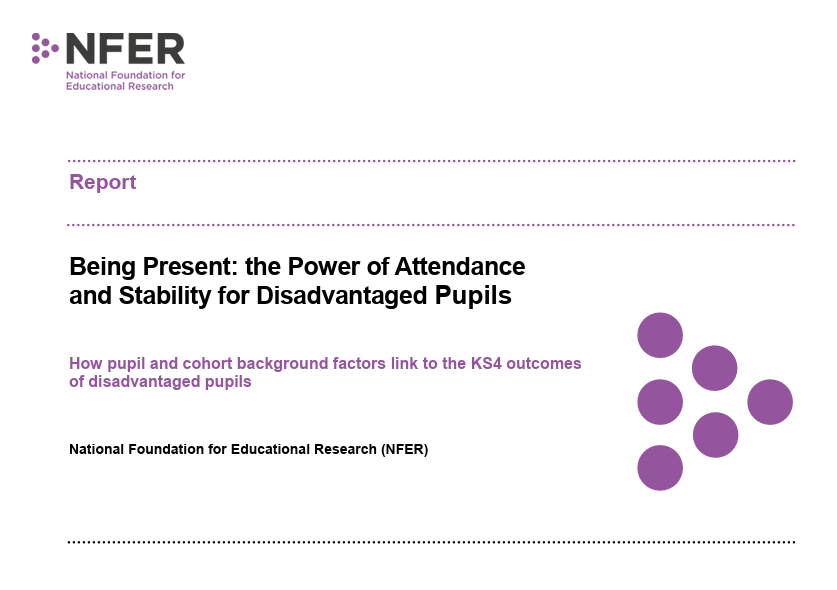 NFER
National Foundation for
Educational Research
Report
Being Present: the Power of Attendance
and Stability for Disadvantaged Pupils
How pupil and cohort background factors link to the KS4 outcomes
of disadvantaged pupils
National Foundation for Educational Research (NFER)